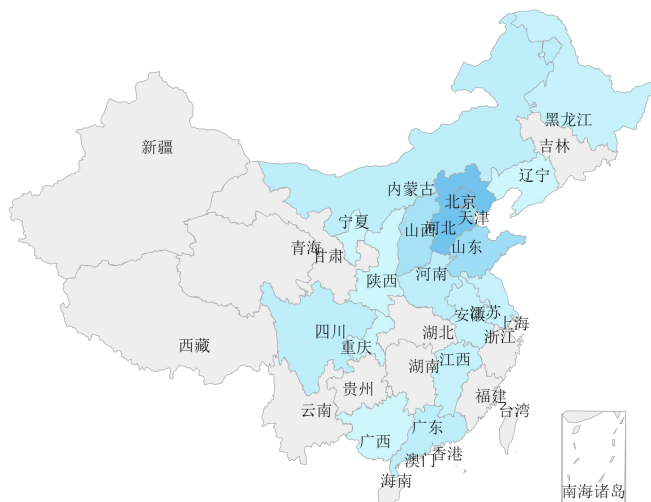 黑龙江
新疆
吉林
辽宁
内蒙古
北京
宁夏
天津
山西
河北
青海
甘肃
山东
河南
陕西
安徽
江苏
上海
四川
湖北
浙江
重庆
西藏
湖南
江西
贵州
福建
云南
台湾
广东
广西
香港
澳门
海南
南海诸岛